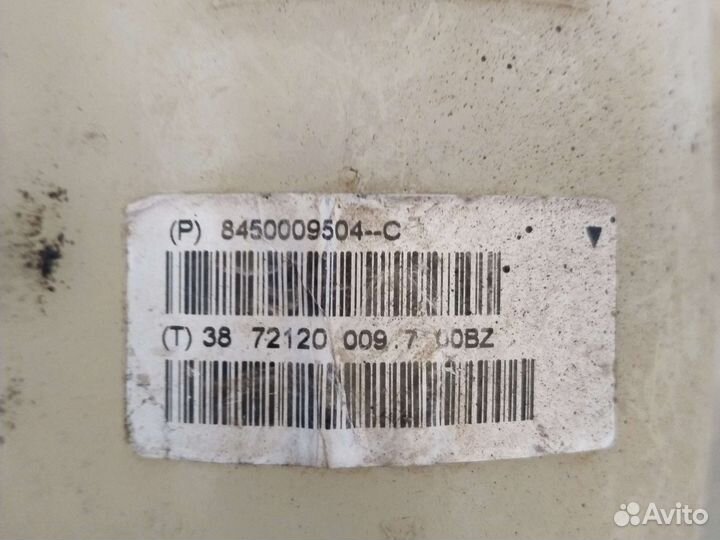 (P) 8450009504--C
(T) 38 72120 009.7 00BZ
Avito